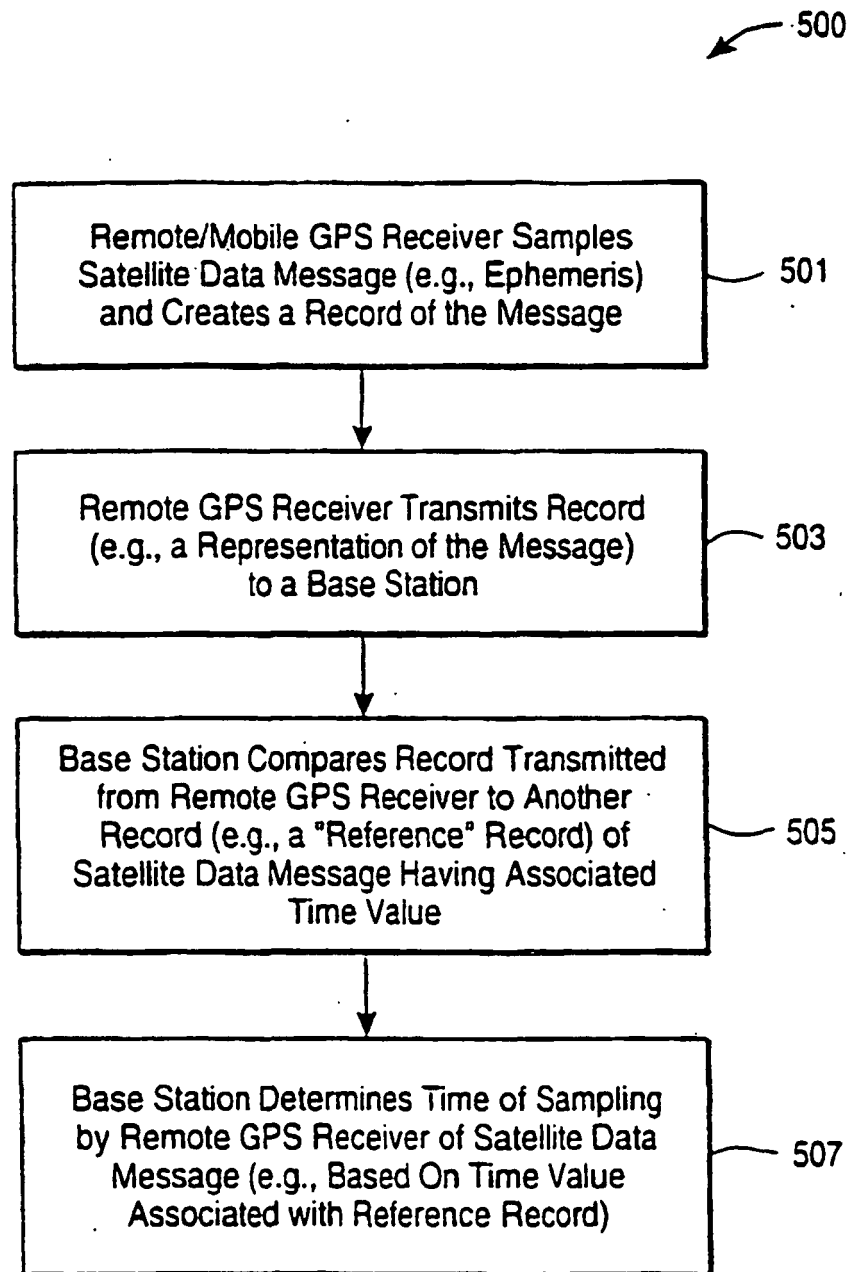 500
Remote/Mobile GPS Receiver Samples
Satellite Data Message (e.g., Ephemeris)
and Creates a Record of the Message
501
Remote GPS Receiver Transmits Record
(e.g., a Representation of the Message)
to a Base Station
503
Base Station Compares Record Transmitted
from Remote GPS Receiver to Another
Record (e.g., a "Reference" Record) of
Satellite Data Message Having Associated
Time Value
505
Base Station Determines Time of Sampling
by Remote GPS Receiver of Satellite Data
Message (e.g., Based On Time Value
Associated with Reference Record)
507